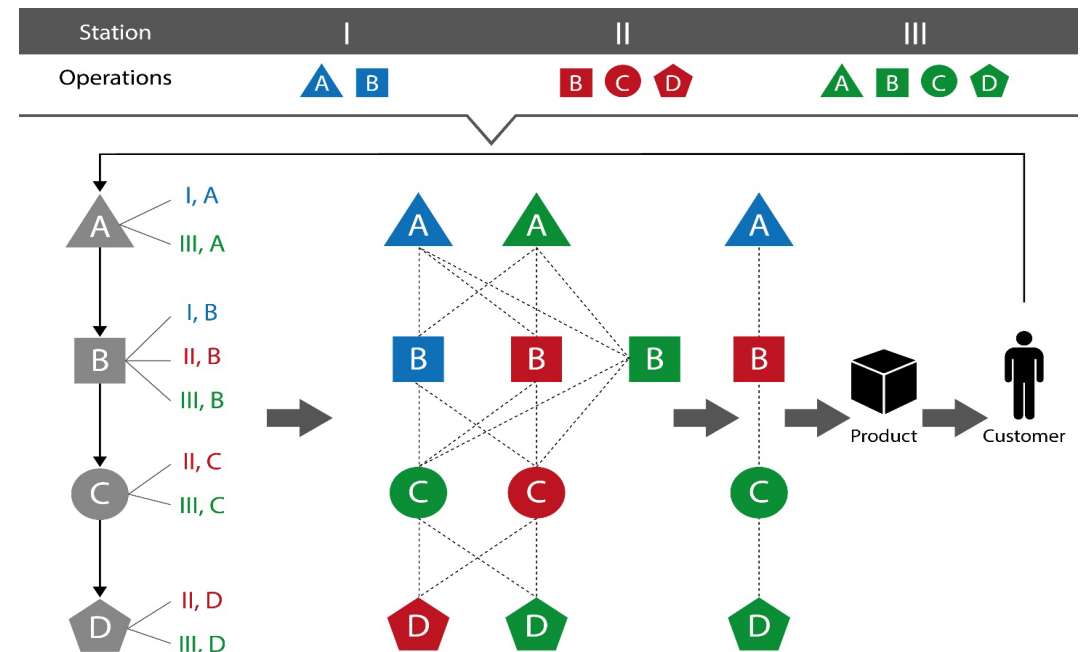 Station I II III
Operations A B B C D A B C D
A I, A
III, A
B I, B
II, B
III, B
C II, C
III, C
D II, D
III, D
A A
B B B
C C
D D
A
B
C
D
Product
Customer